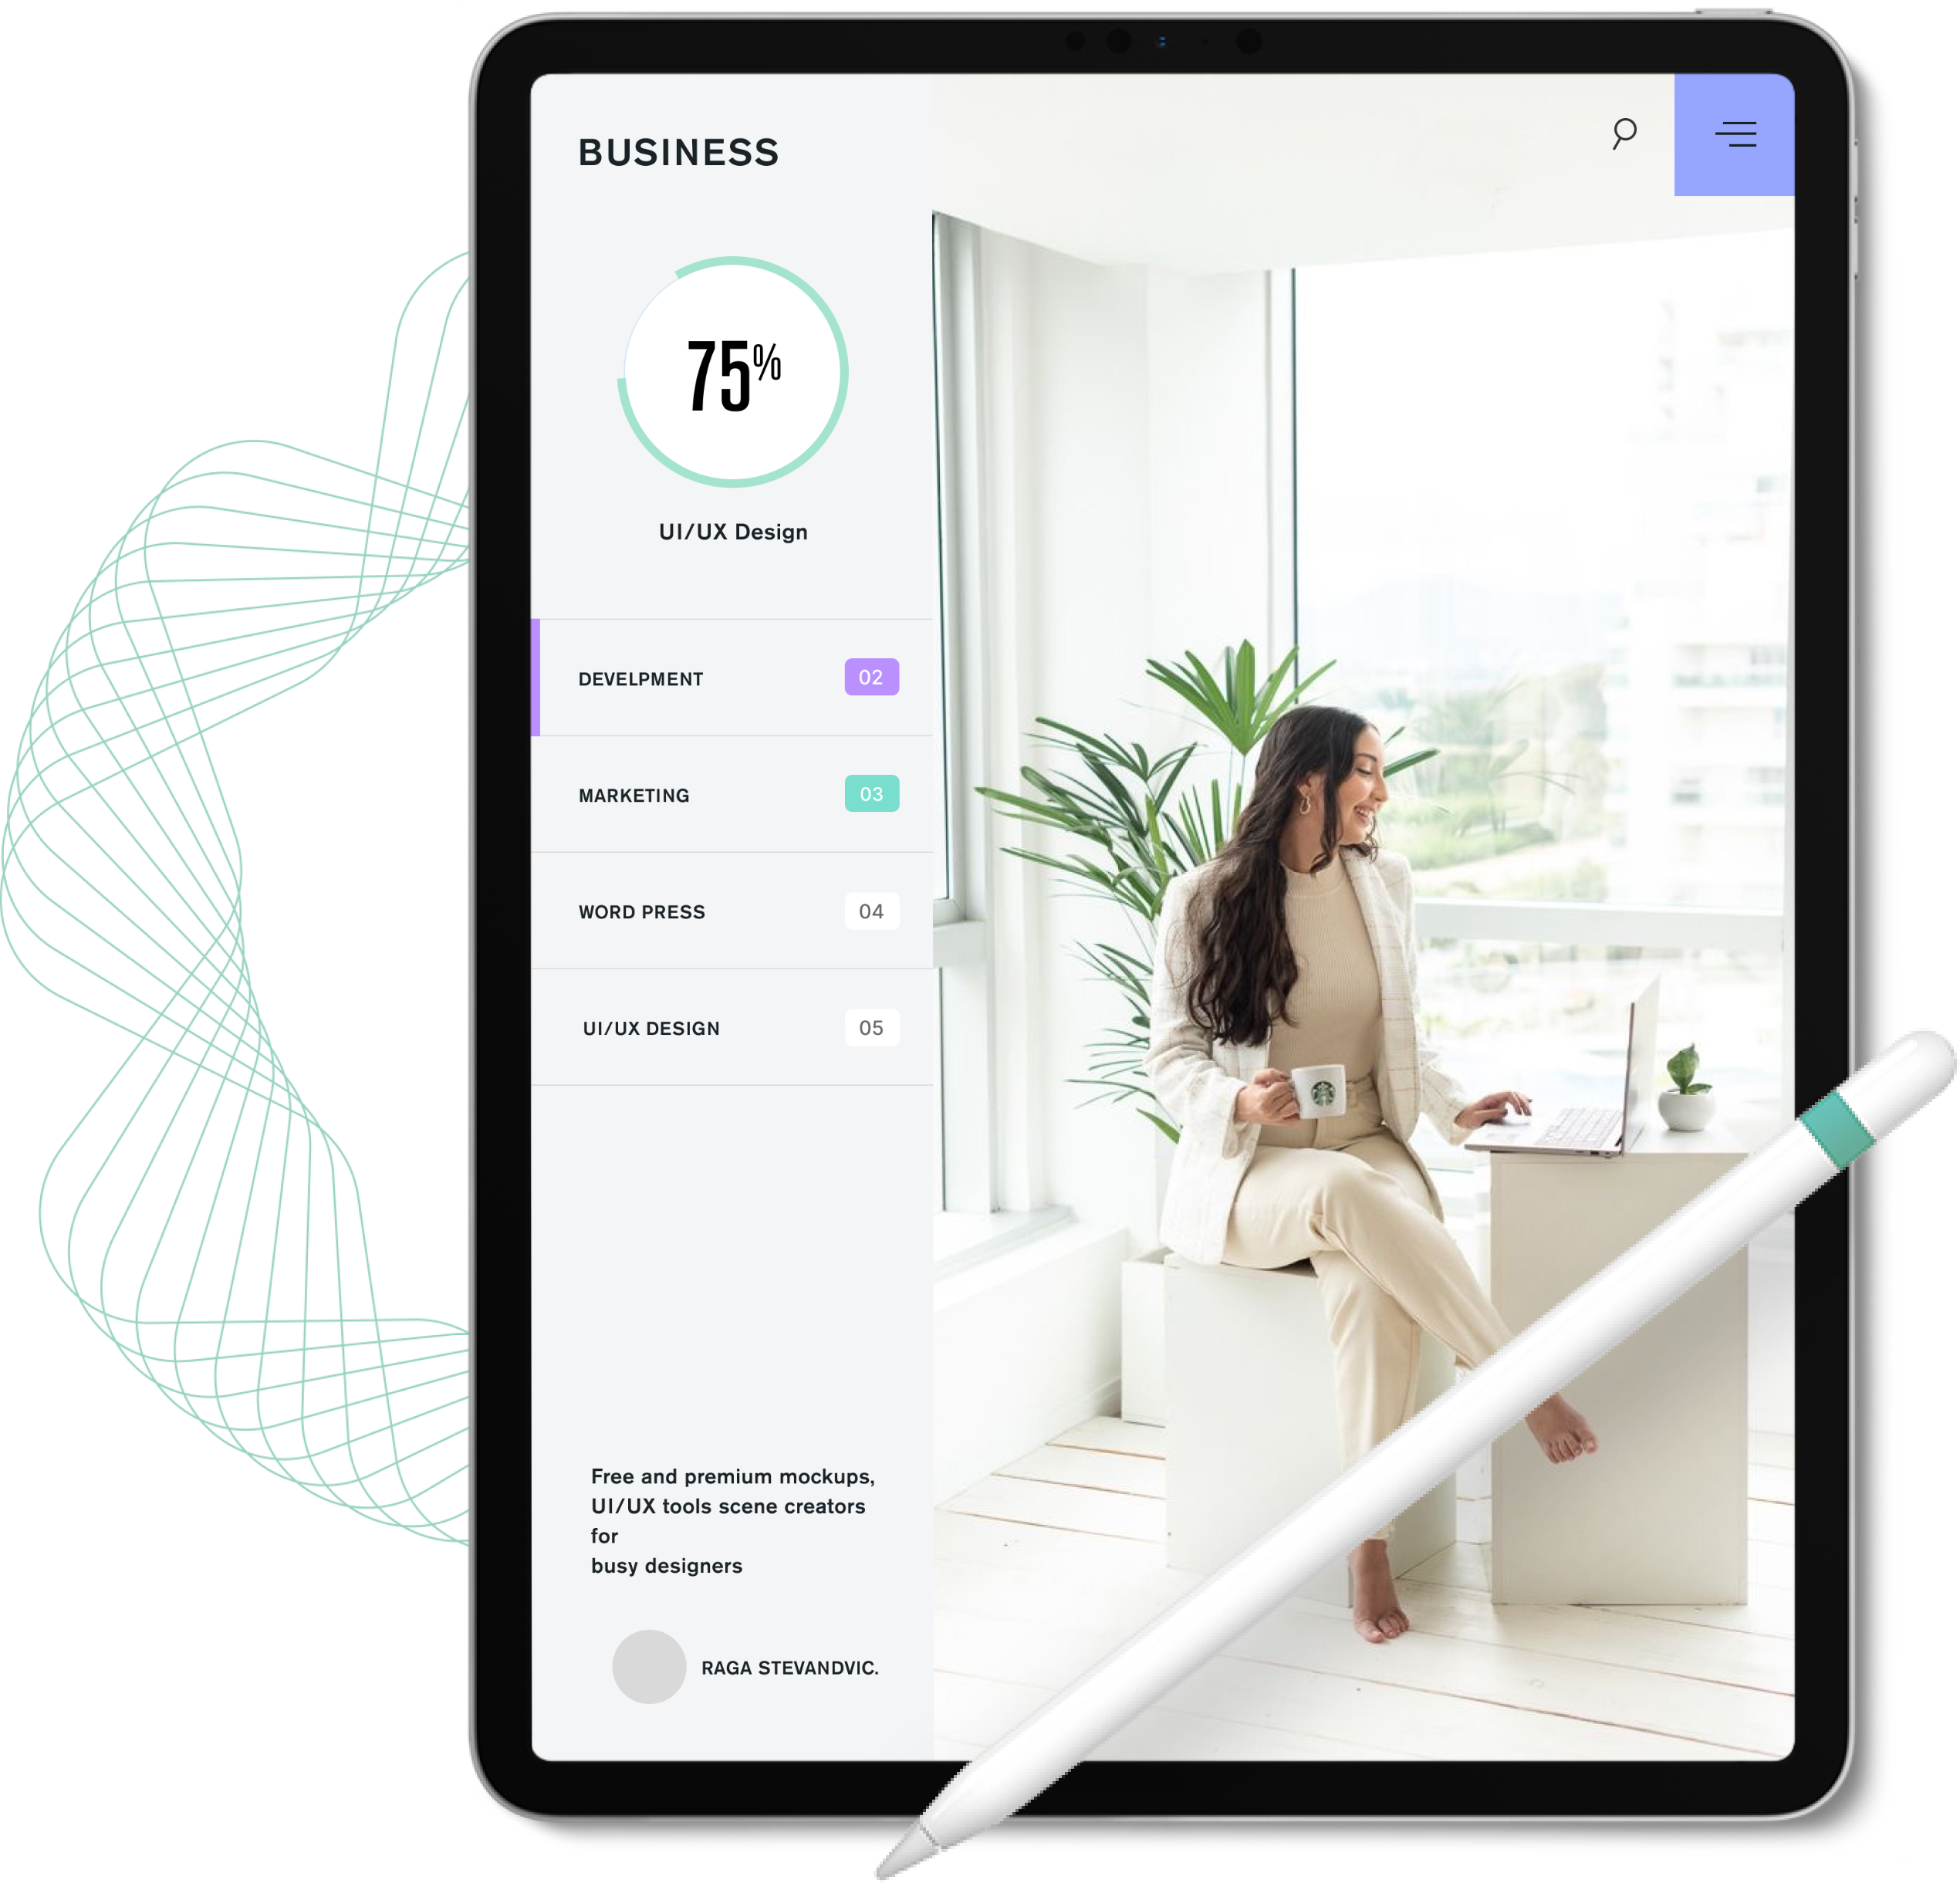 BUSINESS
75%
UI/UX Design
DEVELPMENT 02
MARKETING 03
WORD PRESS 04
UI/UX DESIGN 05
Free and premium mockups,
UI/UX tools scene creators
for
busy designers
RAGA STEVANDVIC.